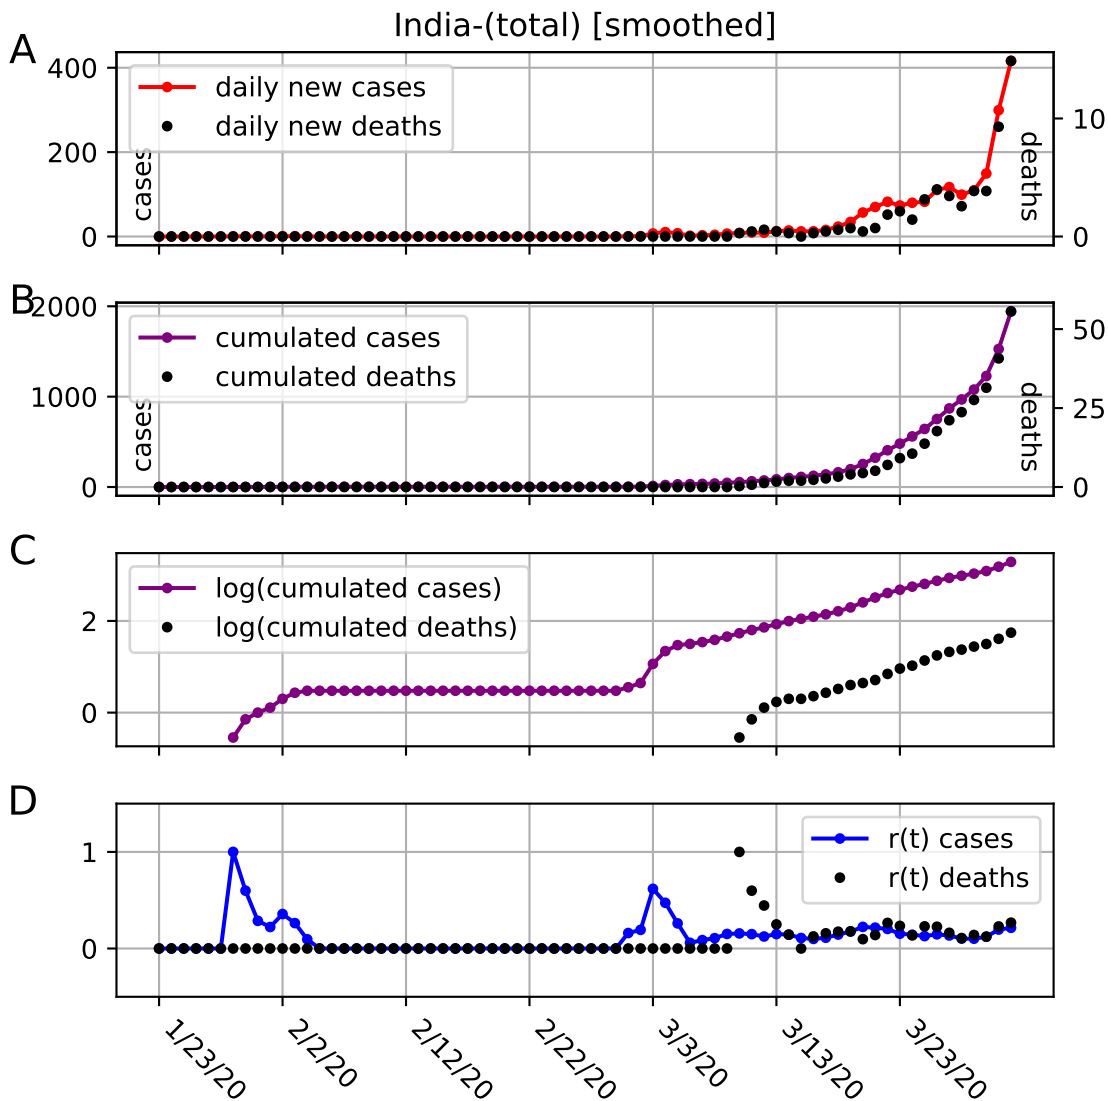 India-(total) [smoothed]
A
400
200
0
cases
daily new cases
daily new deaths
10
0
deaths
B
2000
1000
0
cases
cumulated cases
cumulated deaths
50
25
0
deaths
C
2
0
log(cumulated cases)
log(cumulated deaths)
D
1
0
r(t) cases
r(t) deaths
1/23/20
2/2/20
2/12/20
2/22/20
3/3/20
3/13/20
3/23/20